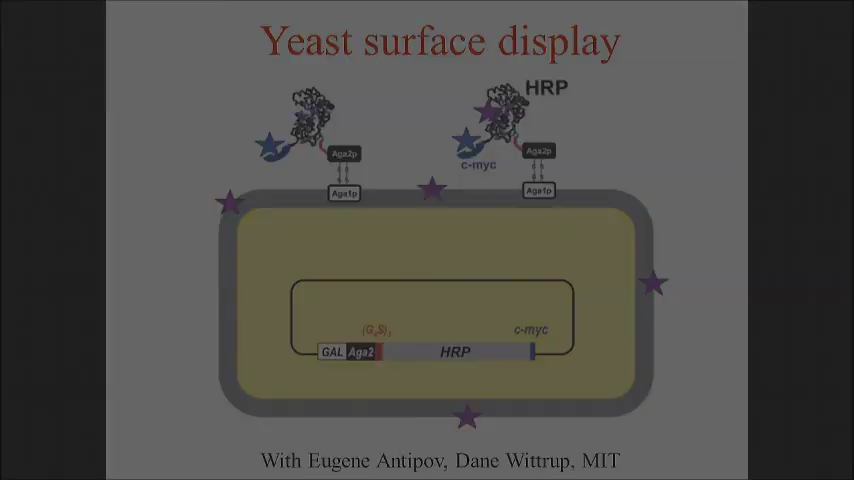 Yeast surface display
HRP
Aga2p
Aga2p
c-myc
Aga1p
Aga1p
(G₄S)₃
c-myc
GAL Aga2 HRP
With Eugene Antipov, Dane Wittrup, MIT